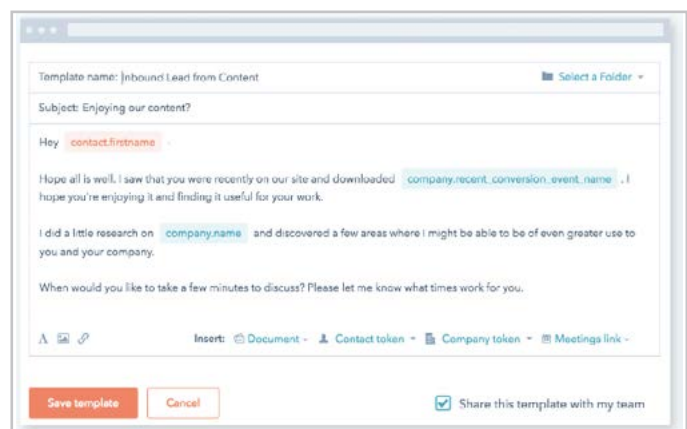 Template name: Inbound Lead from Content
Select a Folder
Subject: Enjoying our content?
Hey contact.firstname -
Hope all is well. I saw that you were recently on our site and downloaded company.recent_conversion_event_name . I
hope you're enjoying it and finding it useful for your work.
I did a little research on company.name and discovered a few areas where I might be able to be of even greater use to
you and your company.
When would you like to take a few minutes to discuss? Please let me know what times work for you.
A Insert: Document Contact token Company token Meetings link
Save template Cancel Share this template with my team